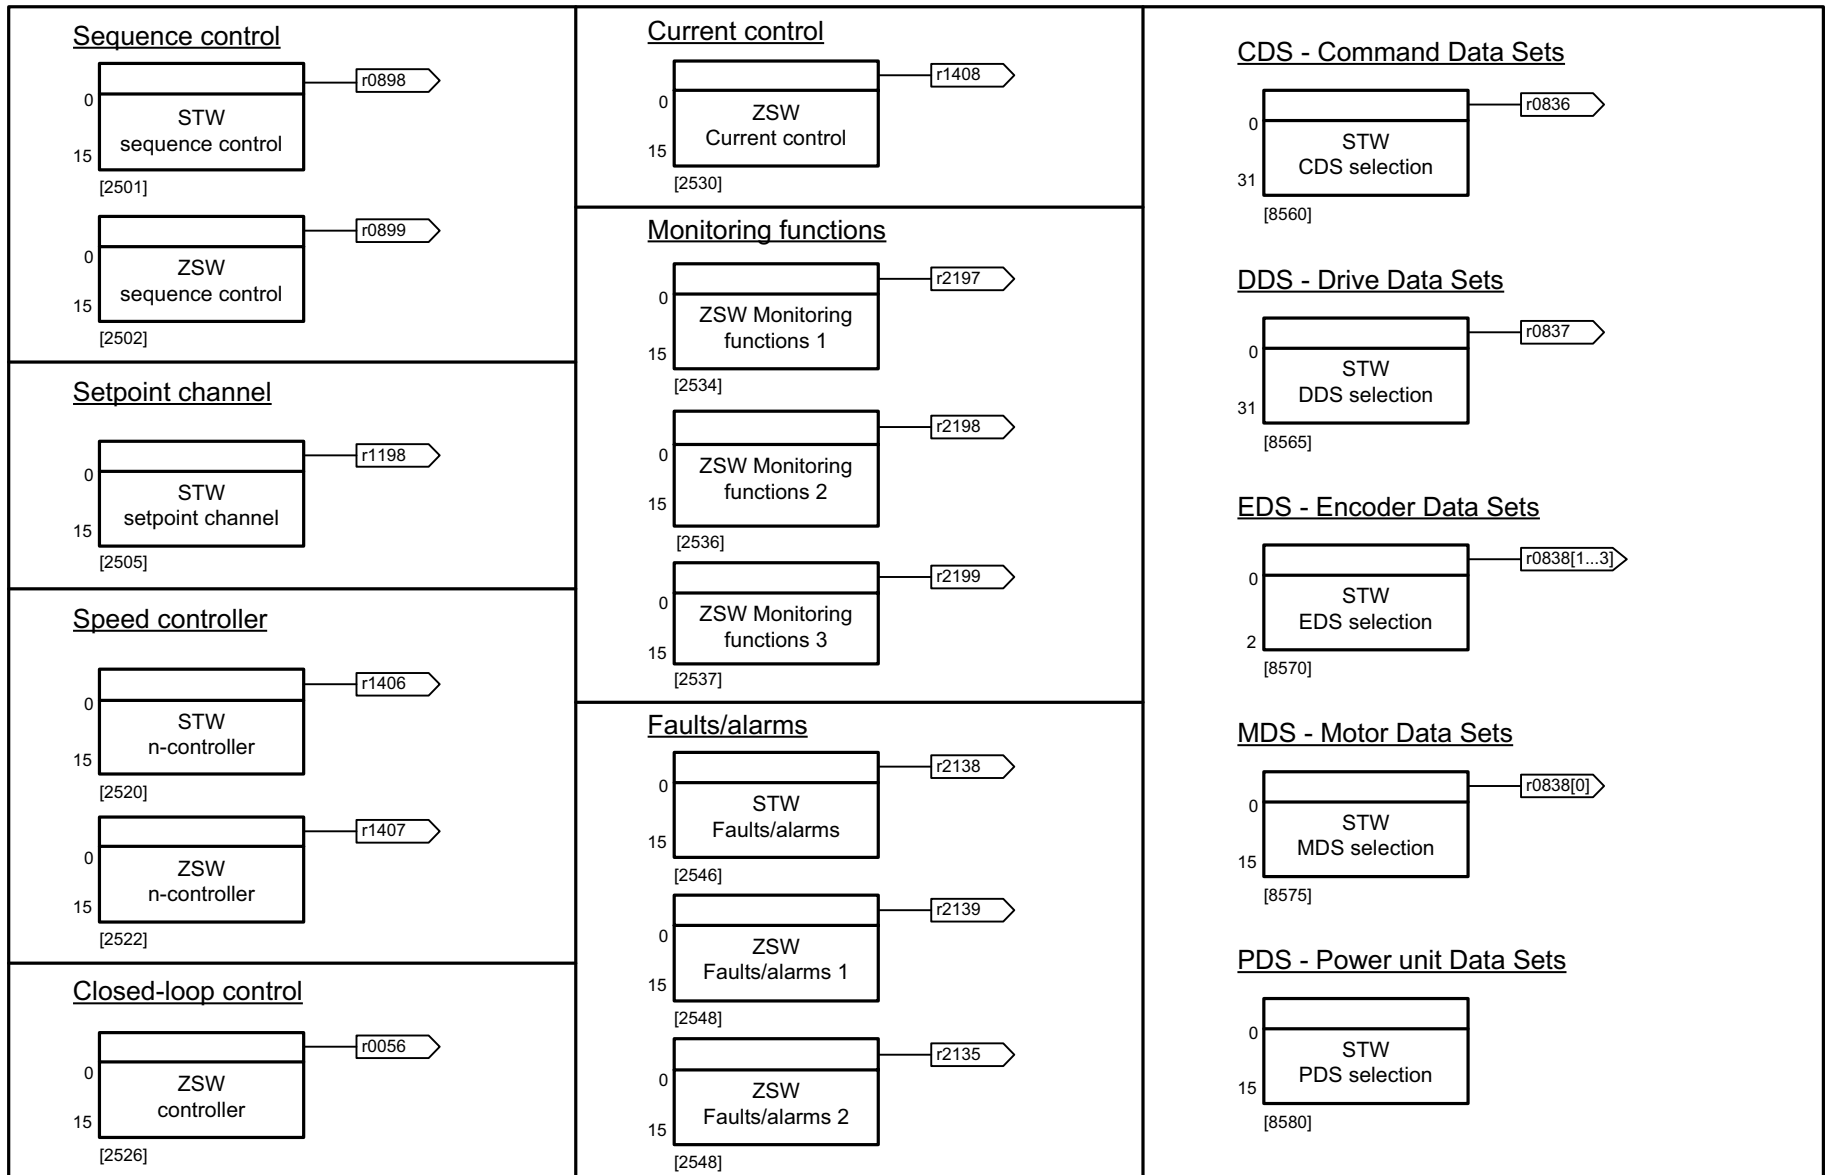 Sequence control
r0898
0
STW
sequence control
15
[2501]
r0899
0
ZSW
sequence control
15
[2502]
Setpoint channel
r1198
0
STW
setpoint channel
15
[2505]
Speed controller
r1406
0
STW
n-controller
15
[2520]
r1407
0
ZSW
n-controller
15
[2522]
Closed-loop control
r0056
0
ZSW
controller
15
[2526]
Current control
r1408
0
ZSW
Current control
15
[2530]
Monitoring functions
r2197
0
ZSW Monitoring
functions 1
15
[2534]
r2198
0
ZSW Monitoring
functions 2
15
[2536]
r2199
0
ZSW Monitoring
functions 3
15
[2537]
Faults/alarms
r2138
0
STW
Faults/alarms
15
[2546]
r2139
0
ZSW
Faults/alarms 1
15
[2548]
r2135
0
ZSW
Faults/alarms 2
15
[2548]
CDS - Command Data Sets
r0836
0
STW
CDS selection
31
[8560]
DDS - Drive Data Sets
r0837
0
STW
DDS selection
31
[8565]
EDS - Encoder Data Sets
r0838[1...3]
0
STW
EDS selection
2
[8570]
MDS - Motor Data Sets
r0838[0]
0
STW
MDS selection
15
[8575]
PDS - Power unit Data Sets
0
STW
PDS selection
15
[8580]